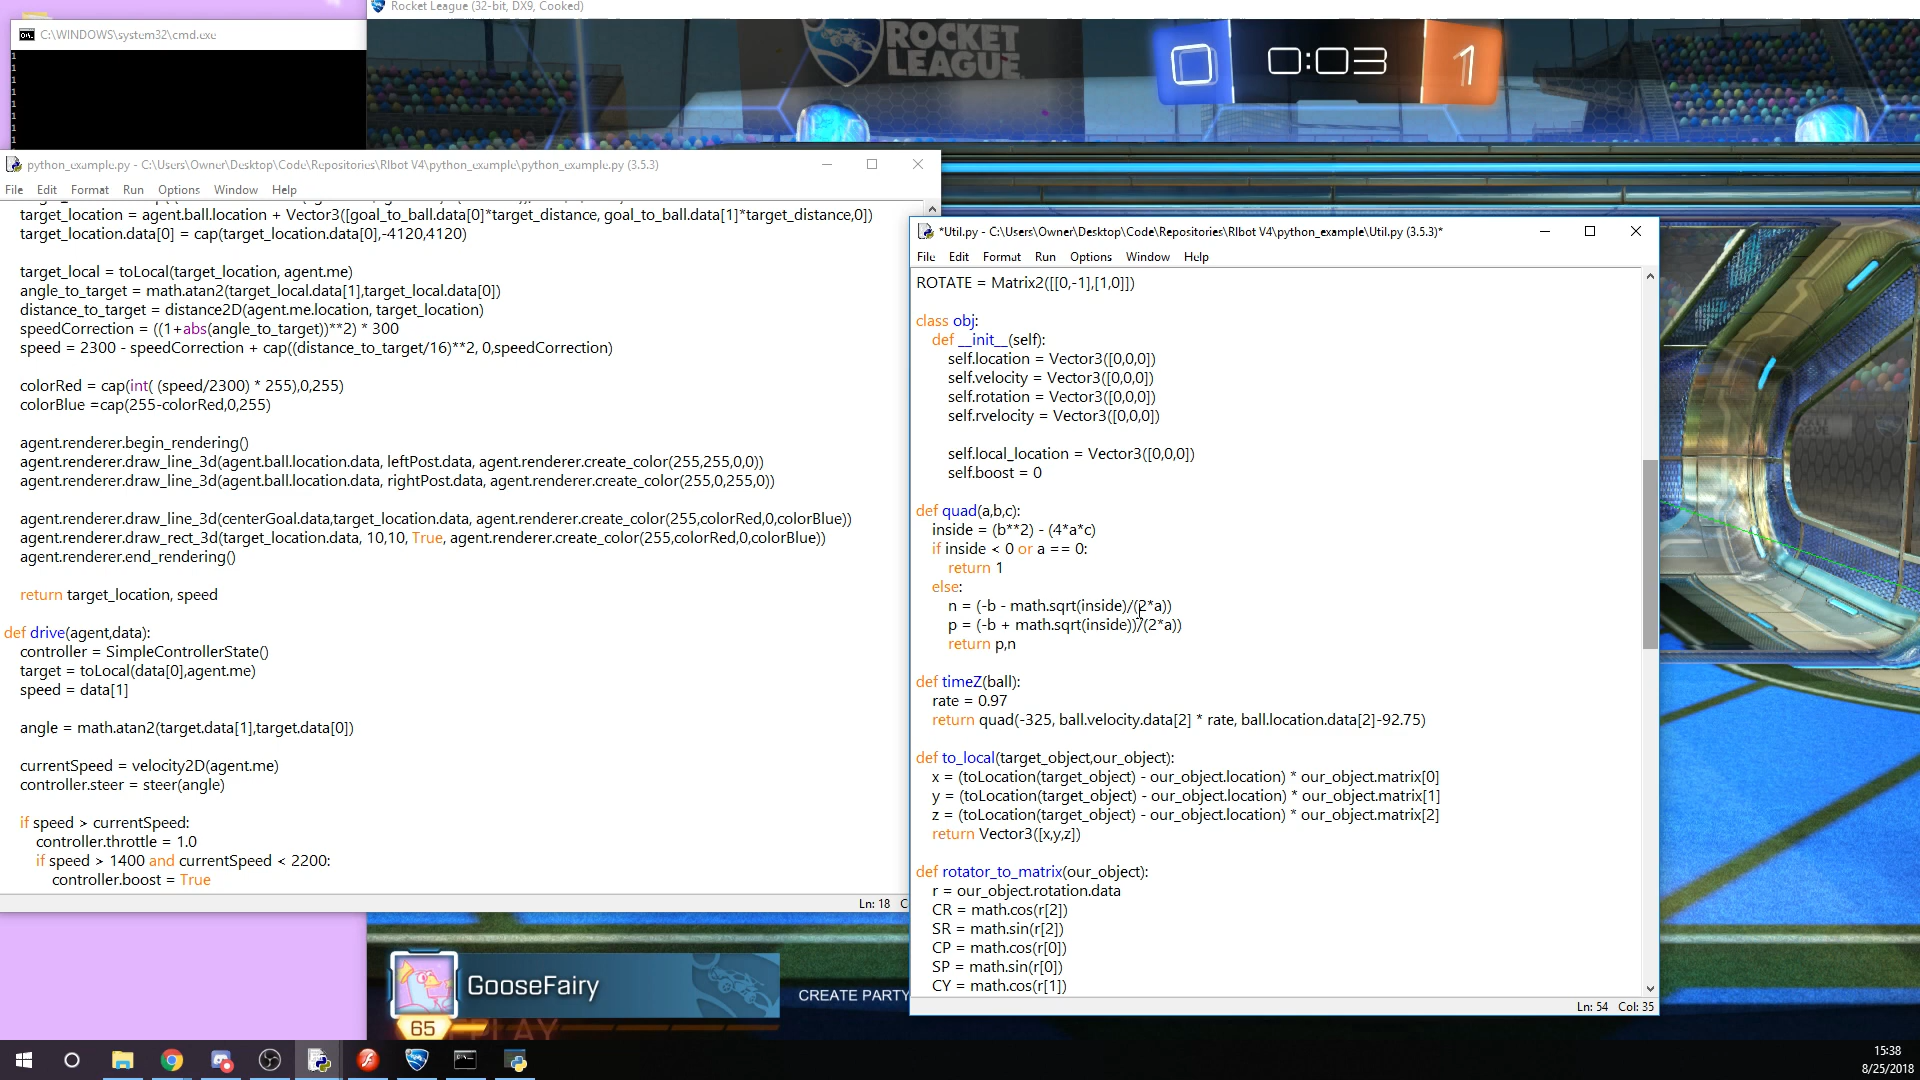 Rocket League (32-bit, DX9, Cooked)
C:\WINDOWS\system32\cmd.exe
1
1
1
1
1
1
1
1
ROCKET
LEAGUE
0
0:03
1
python_example.py - C:\Users\Owner\Desktop\Code\Repositories\RlBot V4\python_example\python_example.py (3.5.3)
File Edit Format Run Options Window Help
target_location = agent.ball.location + Vector3([goal_to_ball.data[0]*target_distance, goal_to_ball.data[1]*target_distance,0])
target_location.data[0] = cap(target_location.data[0],-4120,4120)
target_local = toLocal(target_location, agent.me)
angle_to_target = math.atan2(target_local.data[1],target_local.data[0])
distance_to_target = distance2D(agent.me.location, target_location)
speedCorrection = ((1+abs(angle_to_target))**2) * 300
speed = 2300 - speedCorrection + cap((distance_to_target/16)**2, 0,speedCorrection)
colorRed = cap(int( (speed/2300) * 255),0,255)
colorBlue =cap(255-colorRed,0,255)
agent.renderer.begin_rendering()
agent.renderer.draw_line_3d(agent.ball.location.data, leftPost.data, agent.renderer.create_color(255,255,0,0))
agent.renderer.draw_line_3d(agent.ball.location.data, rightPost.data, agent.renderer.create_color(255,0,255,0))
agent.renderer.draw_line_3d(centerGoal.data,target_location.data, agent.renderer.create_color(255,colorRed,0,colorBlue))
agent.renderer.draw_rect_3d(target_location.data, 10,10, True, agent.renderer.create_color(255,colorRed,0,colorBlue))
agent.renderer.end_rendering()
return target_location, speed
def drive(agent,data):
controller = SimpleControllerState()
target = toLocal(data[0],agent.me)
speed = data[1]
angle = math.atan2(target.data[1],target.data[0])
currentSpeed = velocity2D(agent.me)
controller.steer = steer(angle)
if speed > currentSpeed:
controller.throttle = 1.0
if speed > 1400 and currentSpeed < 2200:
controller.boost = True
Ln: 18 C
*Util.py - C:\Users\Owner\Desktop\Code\Repositories\RlBot V4\python_example\Util.py (3.5.3)*
File Edit Format Run Options Window Help
ROTATE = Matrix2([[0,-1],[1,0]])
class obj:
def __init__(self):
self.location = Vector3([0,0,0])
self.velocity = Vector3([0,0,0])
self.rotation = Vector3([0,0,0])
self.rvelocity = Vector3([0,0,0])
self.local_location = Vector3([0,0,0])
self.boost = 0
def quad(a,b,c):
inside = (b**2) - (4*a*c)
if inside < 0 or a == 0:
return 1
else:
n = (-b - math.sqrt(inside)/(2*a))
p = (-b + math.sqrt(inside))/(2*a))
return p,n
def timeZ(ball):
rate = 0.97
return quad(-325, ball.velocity.data[2] * rate, ball.location.data[2]-92.75)
def to_local(target_object,our_object):
x = (toLocation(target_object) - our_object.location) * our_object.matrix[0]
y = (toLocation(target_object) - our_object.location) * our_object.matrix[1]
z = (toLocation(target_object) - our_object.location) * our_object.matrix[2]
return Vector3([x,y,z])
def rotator_to_matrix(our_object):
r = our_object.rotation.data
CR = math.cos(r[2])
SR = math.sin(r[2])
CP = math.cos(r[0])
SP = math.sin(r[0])
CY = math.cos(r[1])
Ln: 54 Col: 35
GooseFairy
65
CREATE PARTY
15:38
8/25/2018